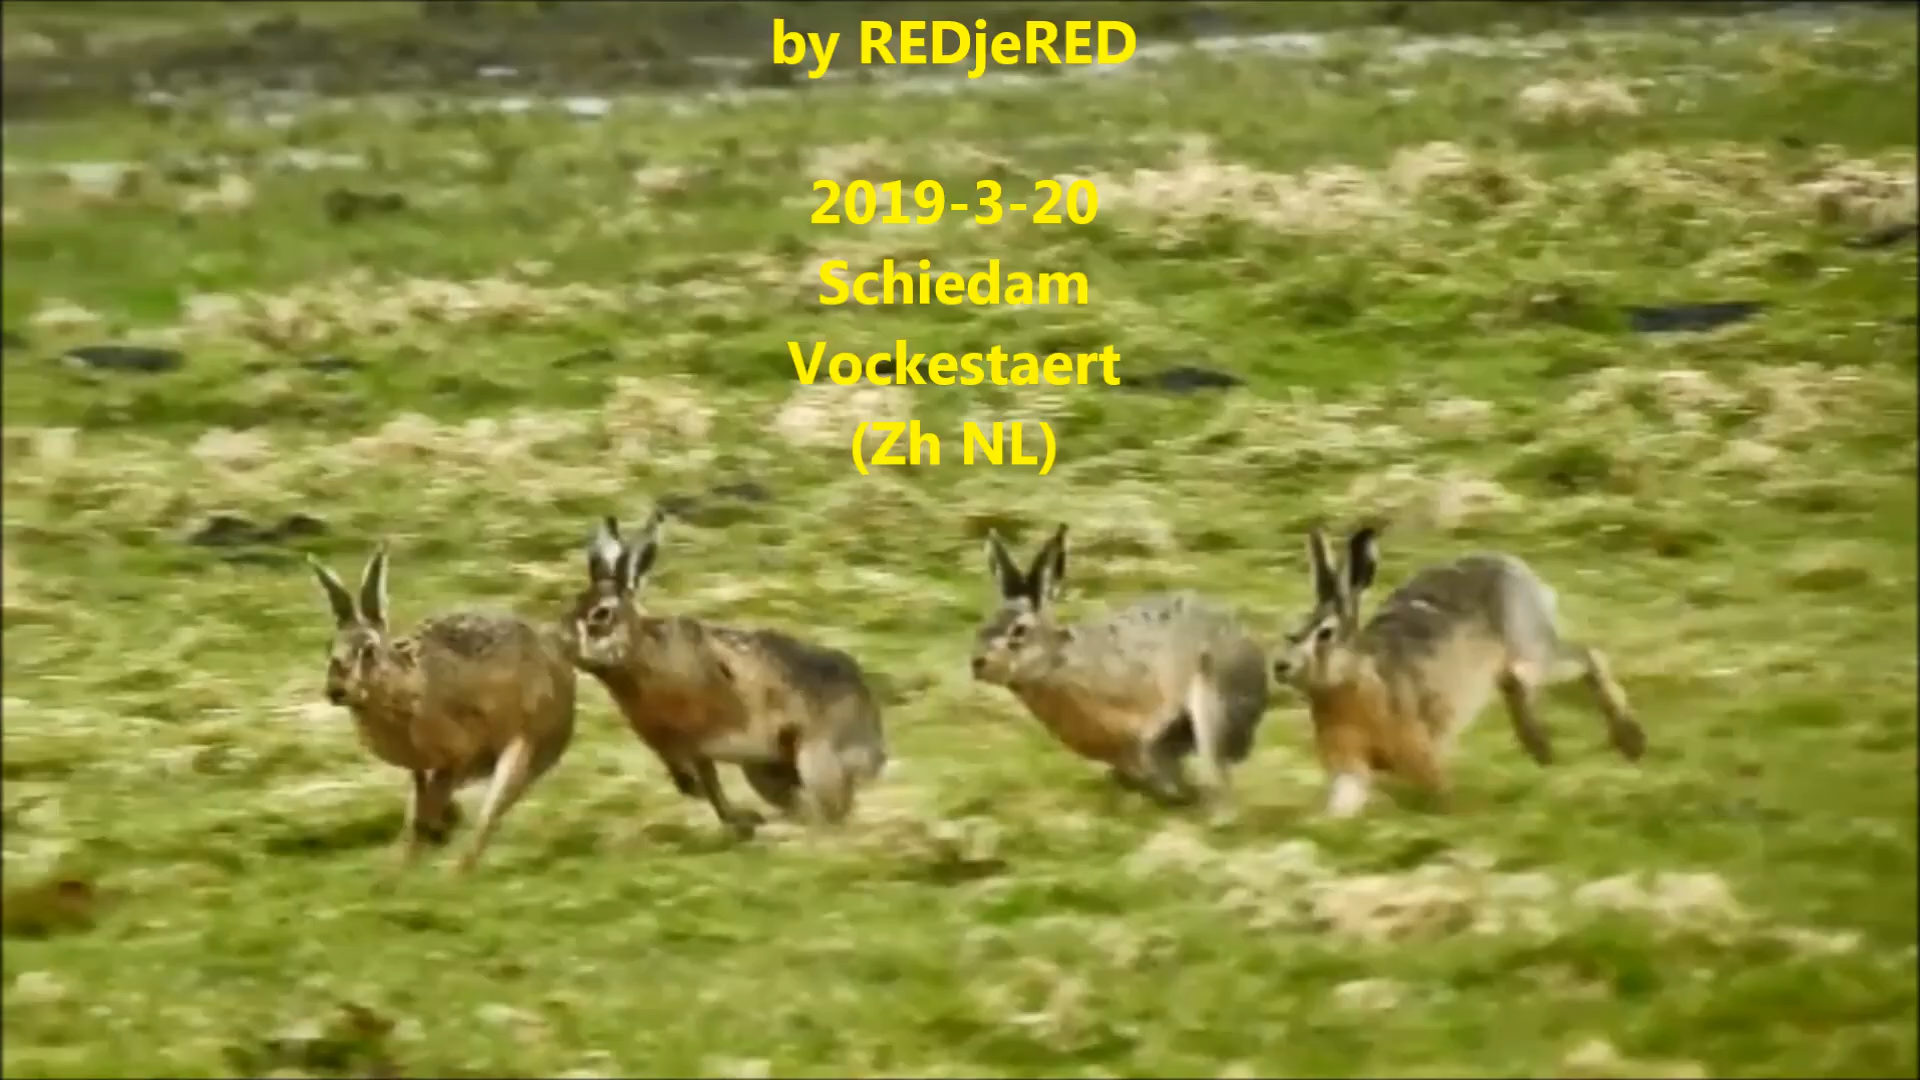 by REDjeRED
2019-3-20
Schiedam
Vockestaert
(Zh NL)